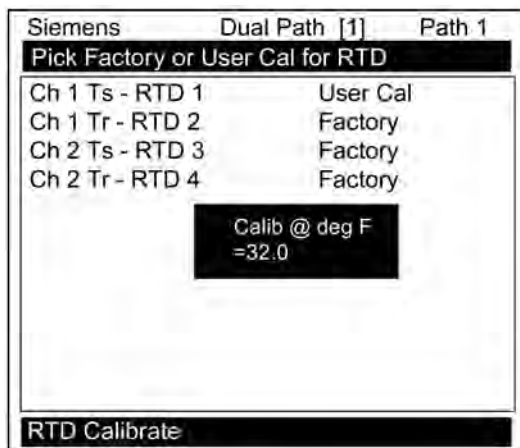 Siemens Dual Path [1] Path 1
Pick Factory or User Cal for RTD
Ch 1 Ts - RTD 1 User Cal
Ch 1 Tr - RTD 2 Factory
Ch 2 Ts - RTD 3 Factory
Ch 2 Tr - RTD 4 Factory
Calib @ deg F
=32.0
RTD Calibrate